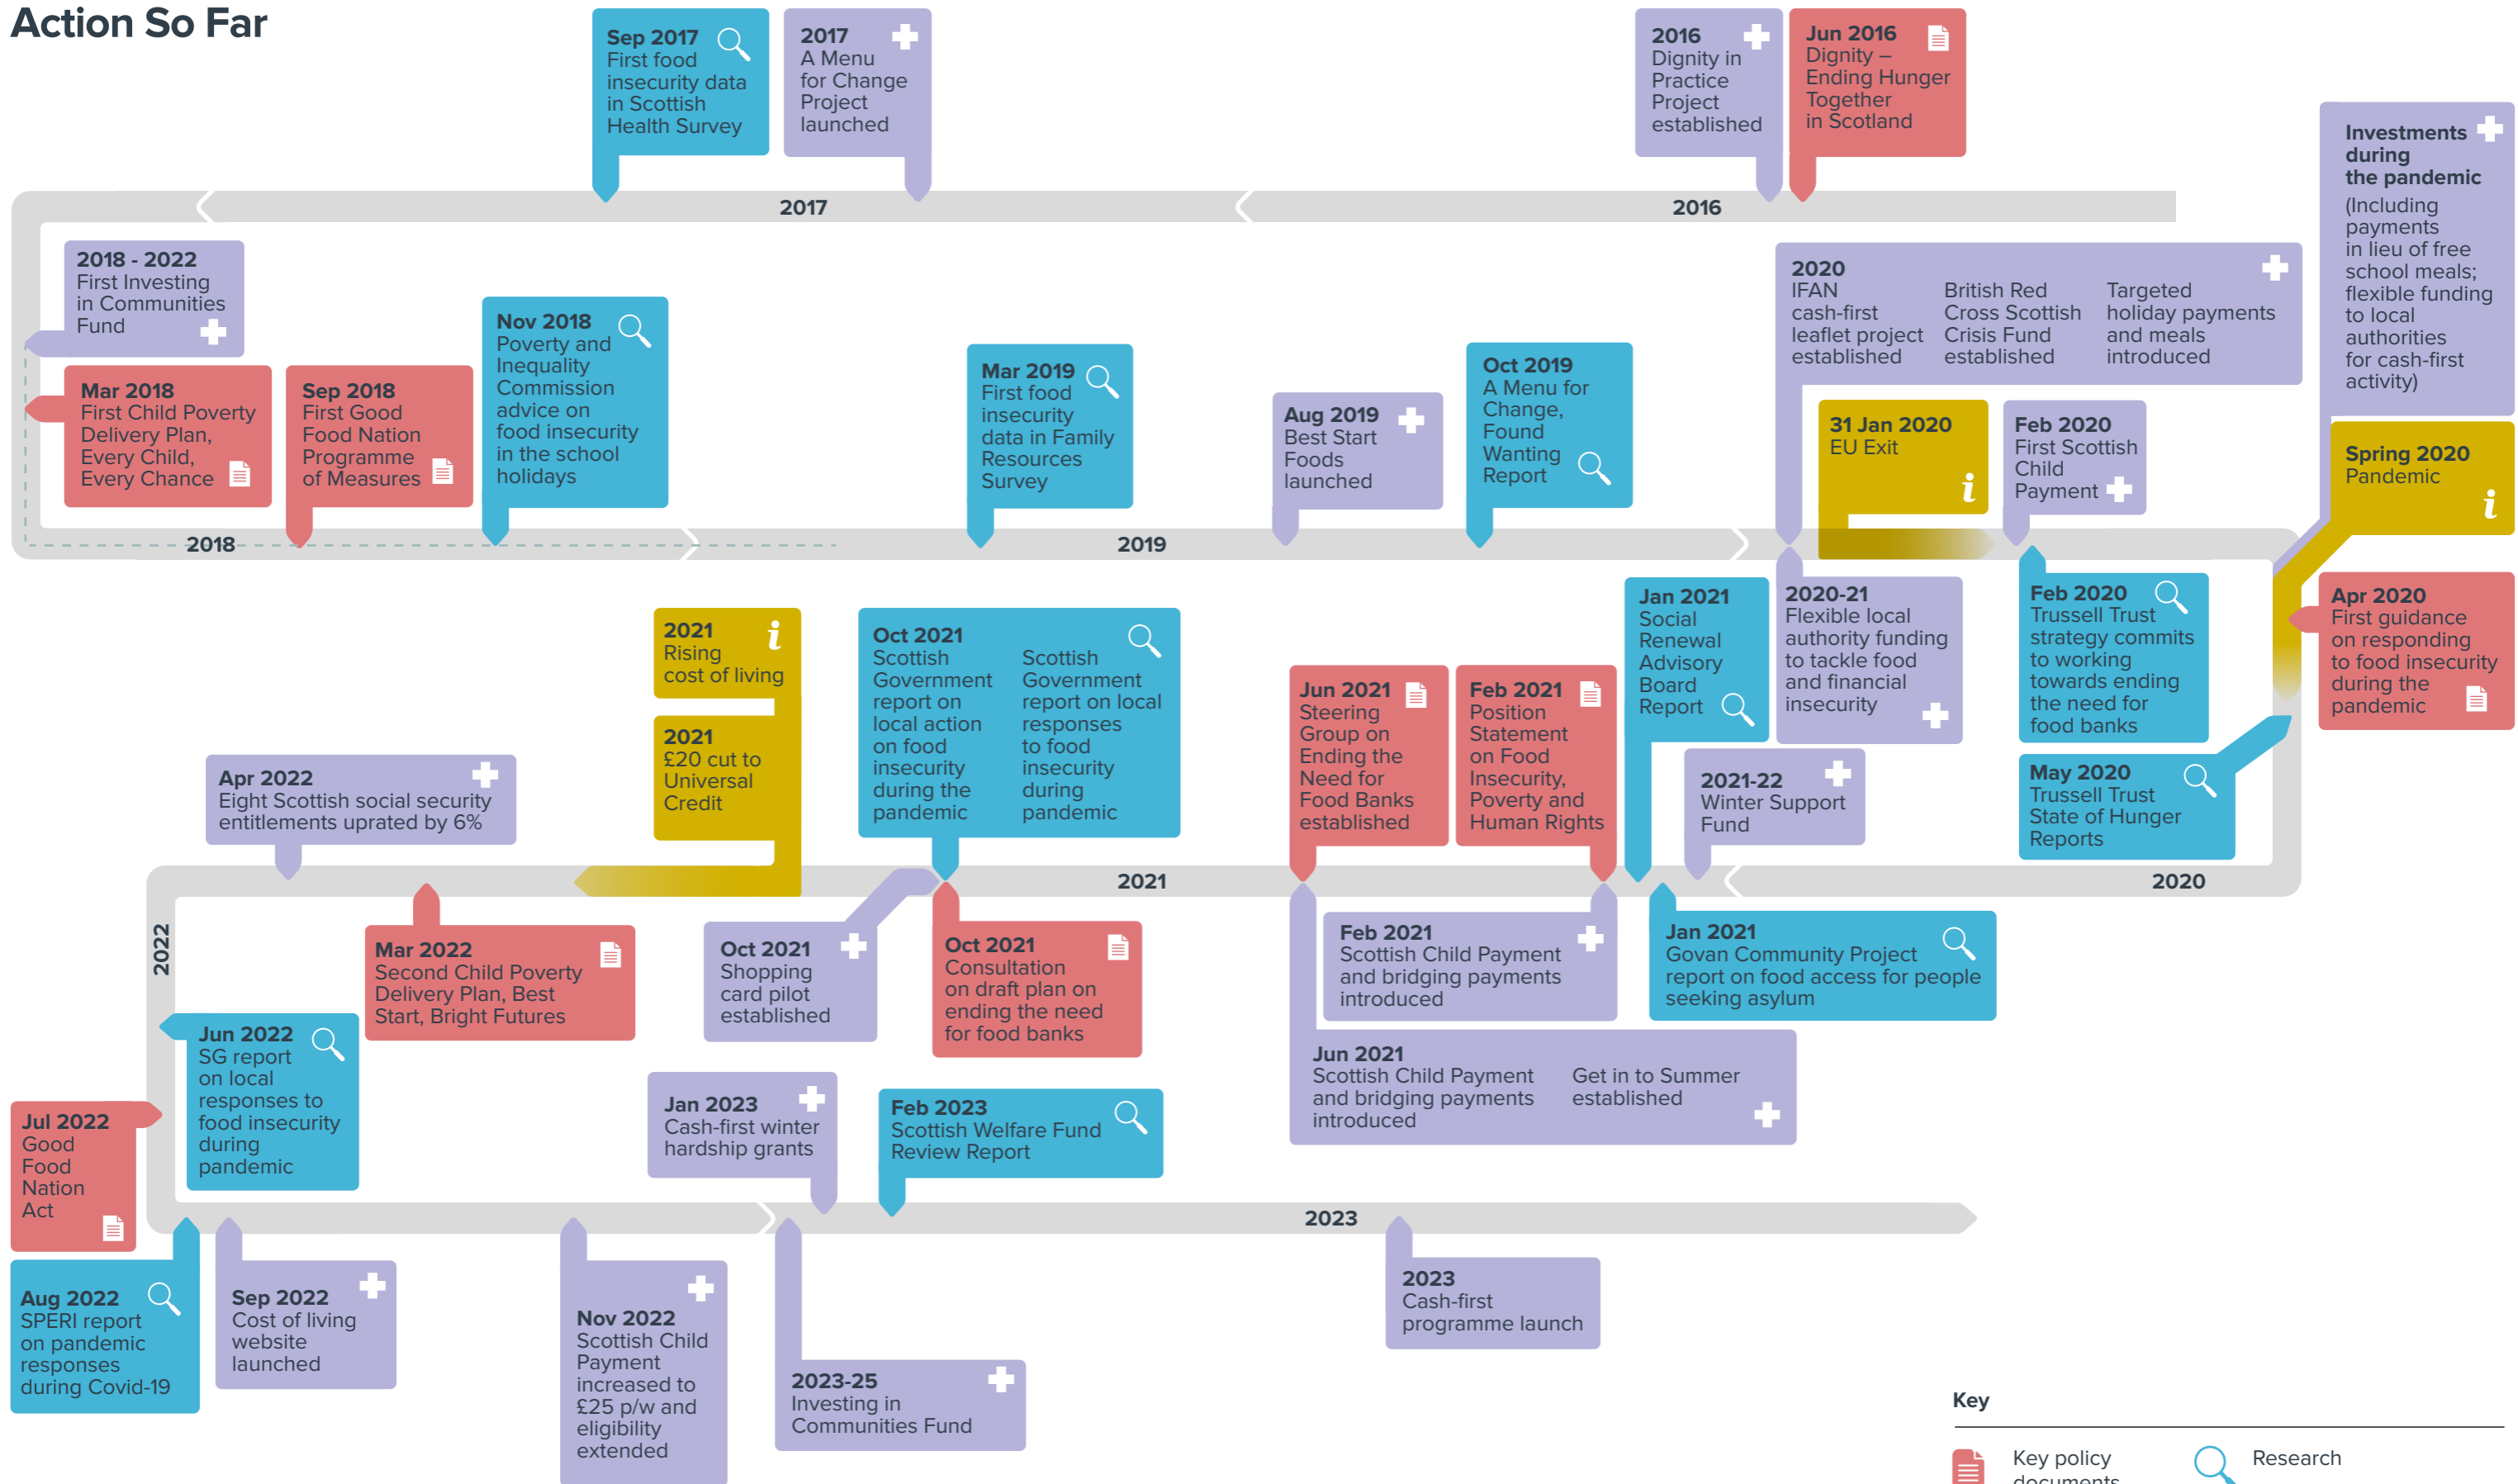 Action So Far
2016
Dignity in
Practice
Project
established
Jun 2016
Dignity –
Ending Hunger
Together
in Scotland
2016
2017
A Menu
for Change
Project
launched
Sep 2017
First food
insecurity data
in Scottish
Health Survey
2017
2018 - 2022
First Investing
in Communities
Fund
Mar 2018
First Child Poverty
Delivery Plan,
Every Child,
Every Chance
Sep 2018
First Good
Food Nation
Programme
of Measures
Nov 2018
Poverty and
Inequality
Commission
advice on
food insecurity
in the school
holidays
2018
Mar 2019
First food
insecurity
data in Family
Resources
Survey
Aug 2019
Best Start
Foods
launched
Oct 2019
A Menu for
Change,
Found
Wanting
Report
2019
2020
IFAN
cash-first
leaflet project
established
British Red
Cross Scottish
Crisis Fund
established
Targeted
holiday payments
and meals
introduced
31 Jan 2020
EU Exit
i
Feb 2020
First Scottish
Child
Payment
Investments
during
the pandemic
(Including
payments
in lieu of free
school meals;
flexible funding
to local
authorities
for cash-first
activity)
Spring 2020
Pandemic
i
2020-21
Flexible local
authority funding
to tackle food
and financial
insecurity
Feb 2020
Trussell Trust
strategy commits
to working
towards ending
the need for
food banks
Apr 2020
First guidance
on responding
to food insecurity
during the
pandemic
May 2020
Trussell Trust
State of Hunger
Reports
2020
2021-22
Winter Support
Fund
Jan 2021
Social
Renewal
Advisory
Board
Report
Jan 2021
Govan Community Project
report on food access for people
seeking asylum
Feb 2021
Position
Statement
on Food
Insecurity,
Poverty and
Human Rights
Feb 2021
Scottish Child Payment
and bridging payments
introduced
Jun 2021
Steering
Group on
Ending the
Need for
Food Banks
established
Jun 2021
Scottish Child Payment
and bridging payments
introduced
Get in to Summer
established
2021
Oct 2021
Scottish
Government
report on
local action
on food
insecurity
during the
pandemic
Scottish
Government
report on local
responses
to food
insecurity
during
pandemic
Oct 2021
Consultation
on draft plan on
ending the need
for food banks
Oct 2021
Shopping
card pilot
established
2021
Rising
cost of living
i
2021
£20 cut to
Universal
Credit
Mar 2022
Second Child Poverty
Delivery Plan, Best
Start, Bright Futures
Apr 2022
Eight Scottish social security
entitlements uprated by 6%
2022
Jun 2022
SG report
on local
responses to
food insecurity
during
pandemic
Jul 2022
Good
Food
Nation
Act
Aug 2022
SPERI report
on pandemic
responses
during Covid-19
Sep 2022
Cost of living
website
launched
Nov 2022
Scottish Child
Payment
increased to
£25 p/w and
eligibility
extended
Jan 2023
Cash-first winter
hardship grants
2023-25
Investing in
Communities Fund
Feb 2023
Scottish Welfare Fund
Review Report
2023
2023
Cash-first
programme launch
Key
Key policy
documents
Research